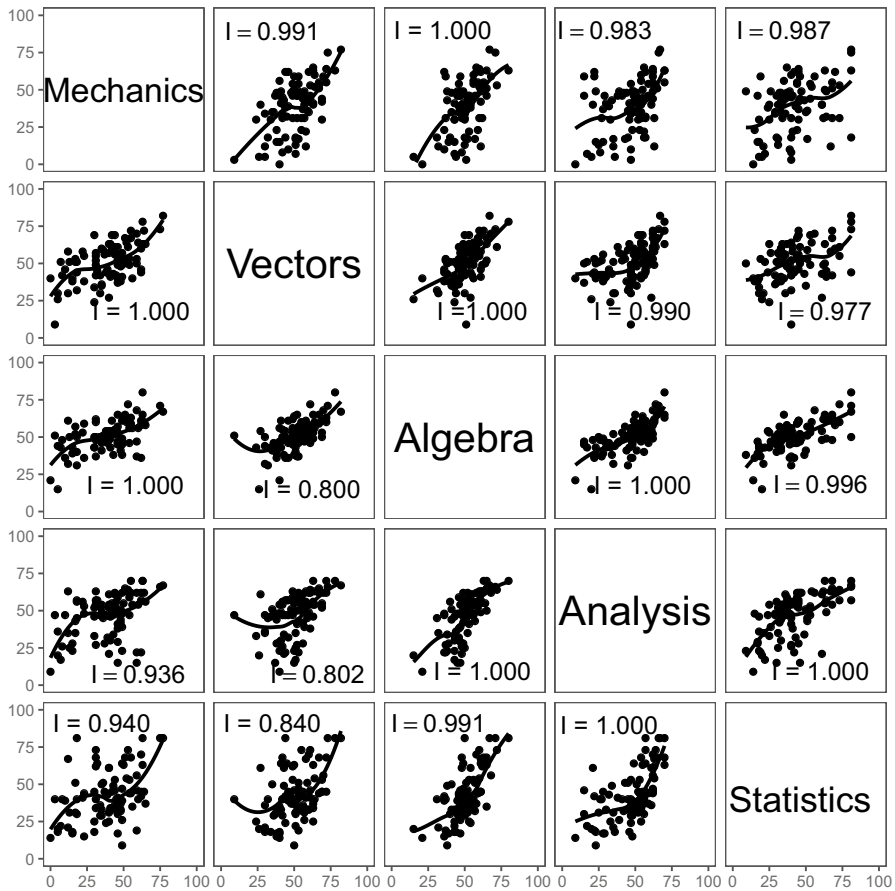 100 I = 0.991 I = 1.000 I = 0.983 I = 0.987
75
50 Mechanics
25
0
100
75
50 Vectors
25 I = 1.000 I =1.000 I = 0.990 I = 0.977
0
100
75
50 Algebra
25 I = 1.000 I = 0.800 I = 1.000 I = 0.996
0
100
75
50 Analysis
25 I = 0.936 I = 0.802 I = 1.000 I = 1.000
0
100 I = 0.940 I = 0.840 I = 0.991 I = 1.000
75
50 Statistics
25
0
0 25 50 75 100 0 25 50 75 100 0 25 50 75 100 0 25 50 75 100 0 25 50 75 100